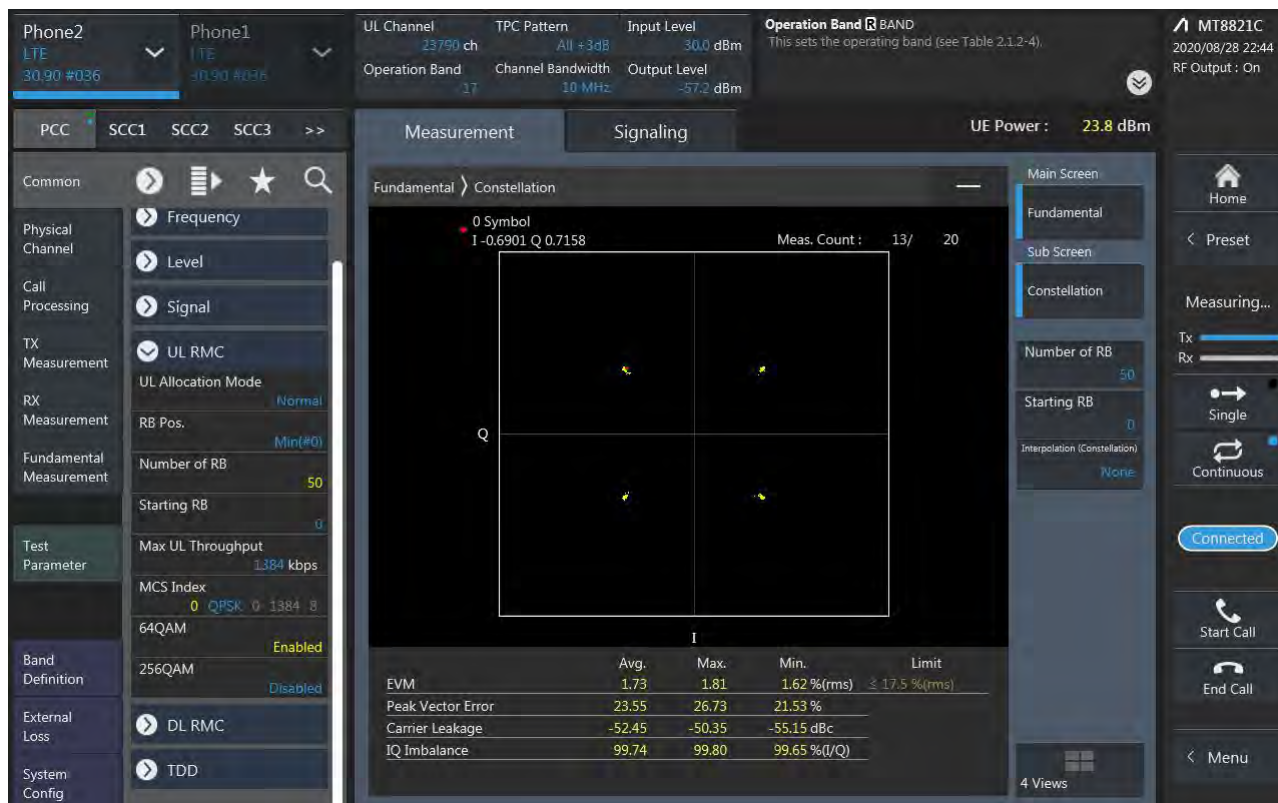 Phone2
LTE
30.90 #036
Phone1
LTE
30.90 #036
UL Channel
23790 ch
TPC Pattern
All +3dB
Input Level
30.0 dBm
Operation Band
17
Channel Bandwidth
10 MHz
Output Level
-57.2 dBm
Operation Band R BAND
This sets the operating band (see Table 2.1.2-4).
MT8821C
2020/08/28 22:44
RF Output : On
PCC SCC1 SCC2 SCC3 >>
Measurement
Signaling
UE Power : 23.8 dBm
Common
Physical
Channel
Call
Processing
TX
Measurement
RX
Measurement
Fundamental
Measurement
Test
Parameter
Band
Definition
External
Loss
System
Config
Frequency
Level
Signal
UL RMC
UL Allocation Mode
Normal
RB Pos.
Min(#0)
Number of RB
50
Starting RB
0
Max UL Throughput
1384 kbps
MCS Index
0 QPSK 0 1384 8
64QAM
Enabled
256QAM
Disabled
DL RMC
TDD
Fundamental ⟩ Constellation
0 Symbol
I -0.6901 Q 0.7158
Meas. Count : 13/ 20
Q
I
Avg. Max. Min. Limit
EVM 1.73 1.81 1.62 %(rms) ≤ 17.5 %(rms)
Peak Vector Error 23.55 26.73 21.53 %
Carrier Leakage -52.45 -50.35 -55.15 dBc
IQ Imbalance 99.74 99.80 99.65 %(I/Q)
Main Screen
Fundamental
Sub Screen
Constellation
Number of RB
50
Starting RB
0
Interpolation (Constellation)
None
4 Views
Home
< Preset
Measuring...
Tx
Rx
Single
Continuous
Connected
Start Call
End Call
< Menu